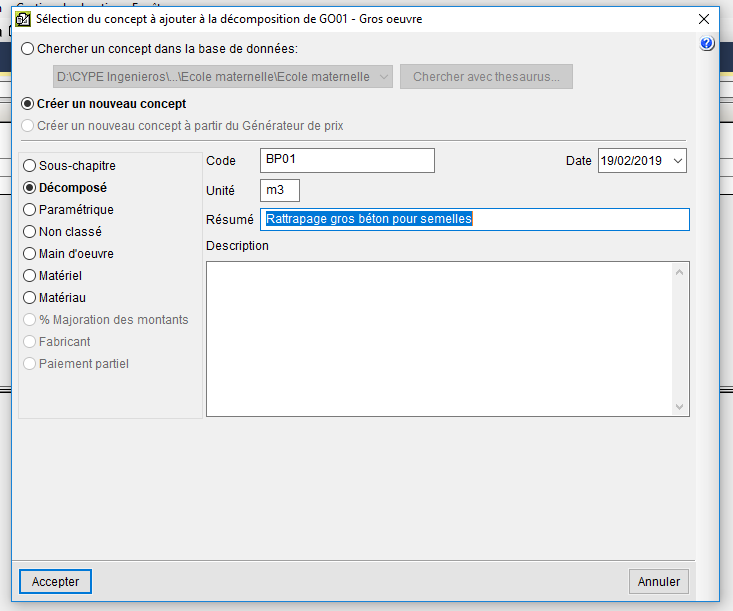 Sélection du concept à ajouter à la décomposition de GO01 - Gros oeuvre
Chercher un concept dans la base de données:
D:\CYPE Ingenieros\...\Ecole maternelle\Ecole maternelle
Chercher avec thesaurus...
Créer un nouveau concept
Créer un nouveau concept à partir du Générateur de prix
Sous-chapitre
Décomposé
Paramétrique
Non classé
Main d'oeuvre
Matériel
Matériau
% Majoration des montants
Fabricant
Paiement partiel
Code BP01 Date 19/02/2019
Unité m3
Résumé Rattrapage gros béton pour semelles
Description
Accepter Annuler